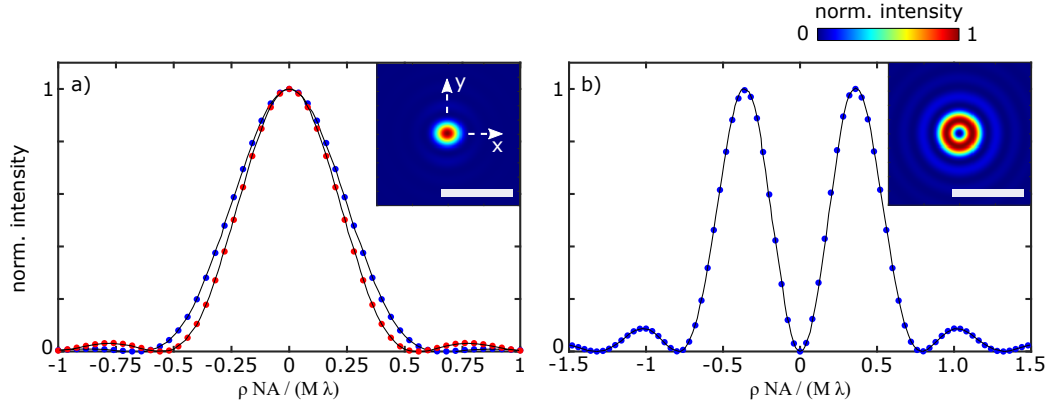 norm. intensity
0 1
a)
y
x
1
0
norm. intensity
-1 -0.75 -0.5 -0.25 0 0.25 0.5 0.75 1
ρ NA / (M λ)
b)
1
0
-1.5 -1 -0.5 0 0.5 1 1.5
ρ NA / (M λ)